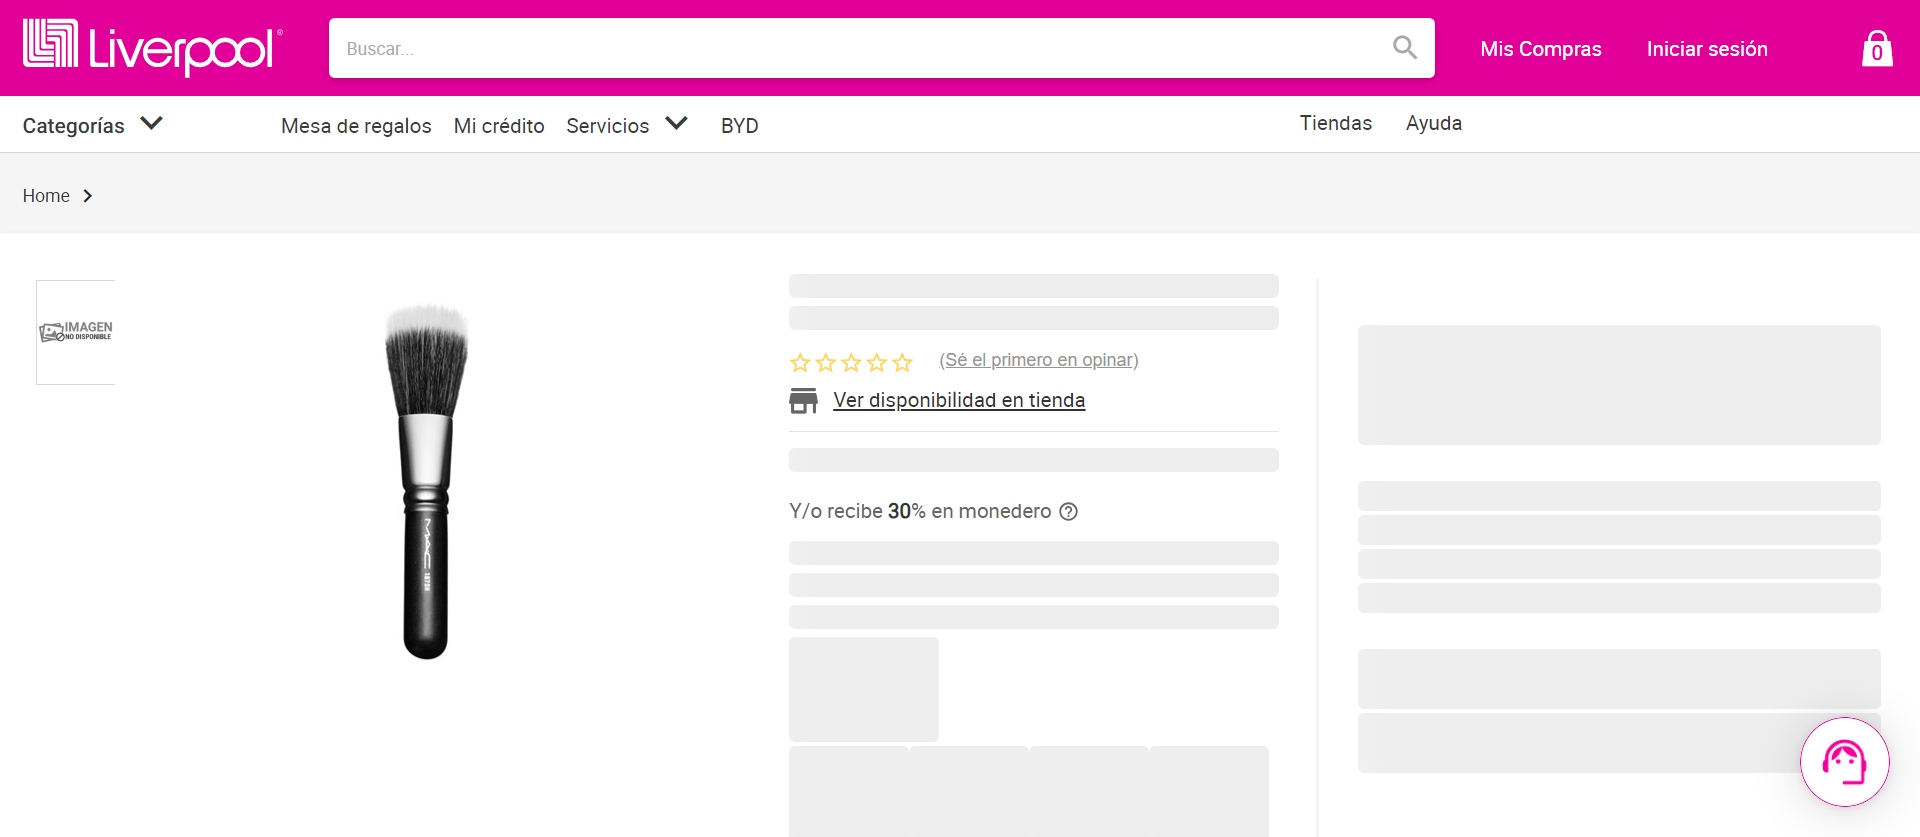 Liverpool®
Buscar...
Mis Compras
Iniciar sesión
0
Categorías
Mesa de regalos
Mi crédito
Servicios
BYD
Tiendas
Ayuda
Home
IMAGEN
NO DISPONIBLE
MAC
(Sé el primero en opinar)
Ver disponibilidad en tienda
Y/o recibe 30% en monedero